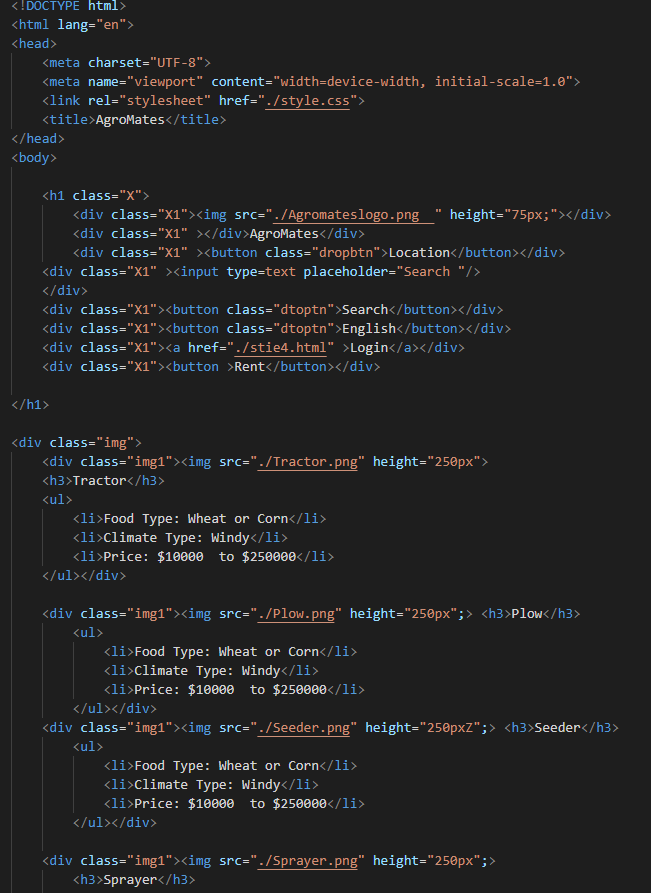 <!DOCTYPE html>
<html lang="en">
<head>
    <meta charset="UTF-8">
    <meta name="viewport" content="width=device-width, initial-scale=1.0">
    <link rel="stylesheet" href="./style.css">
    <title>AgroMates</title>
</head>
<body>

    <h1 class="X">
        <div class="X1"><img src="./Agromateslogo.png  " height="75px;"></div>
        <div class="X1" ></div>AgroMates</div>
        <div class="X1" ><button class="dropbtn">Location</button></div>
    <div class="X1" ><input type=text placeholder="Search "/>
    </div>
    <div class="X1"><button class="dtoptn">Search</button></div>
    <div class="X1"><button class="dtoptn">English</button></div>
    <div class="X1"><a href="./stie4.html" >Login</a></div>
    <div class="X1"><button >Rent</button></div>

</h1>

<div class="img">
    <div class="img1"><img src="./Tractor.png" height="250px">
    <h3>Tractor</h3>
    <ul>
        <li>Food Type: Wheat or Corn</li>
        <li>Climate Type: Windy</li>
        <li>Price: $10000  to $250000</li>
    </ul></div>

    <div class="img1"><img src="./Plow.png" height="250px";> <h3>Plow</h3>
        <ul>
            <li>Food Type: Wheat or Corn</li>
            <li>Climate Type: Windy</li>
            <li>Price: $10000  to $250000</li>
        </ul></div>
    <div class="img1"><img src="./Seeder.png" height="250pxZ";> <h3>Seeder</h3>
        <ul>
            <li>Food Type: Wheat or Corn</li>
            <li>Climate Type: Windy</li>
            <li>Price: $10000  to $250000</li>
        </ul></div>

    <div class="img1"><img src="./Sprayer.png" height="250px";>
        <h3>Sprayer</h3>